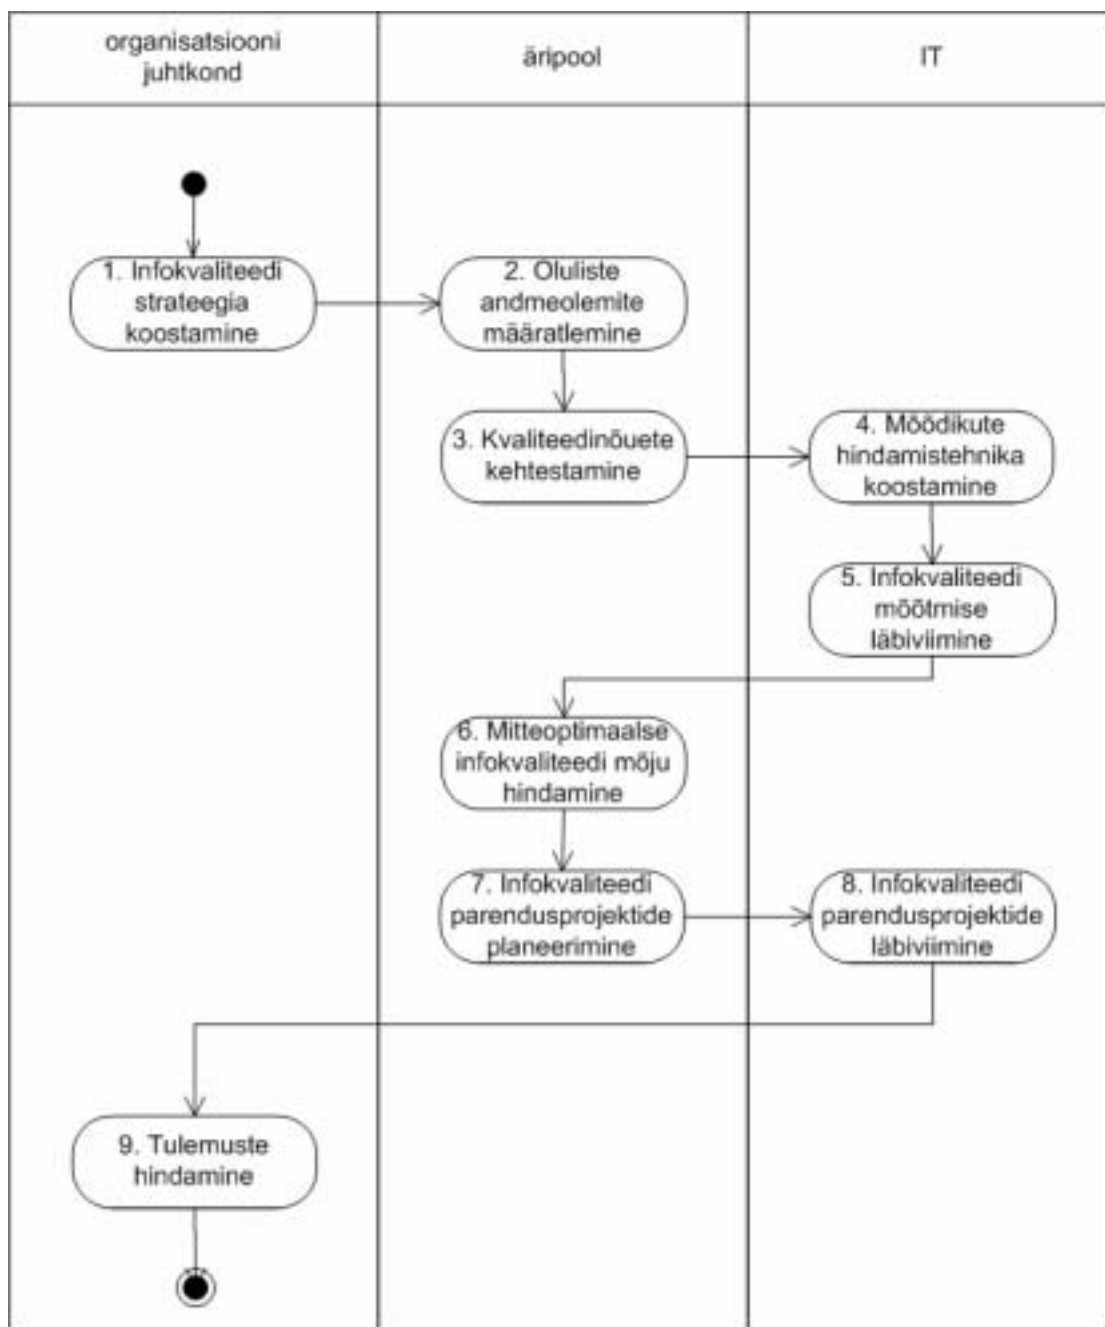 organisatsiooni
juhtkond
äripool
IT
1. Infokvaliteedi
strateegia
koostamine
2. Oluliste
andmeolemite
määratlemine
3. Kvaliteedinõuete
kehtestamine
4. Mõõdikute
hindamistehnika
koostamine
5. Infokvaliteedi
mõõtmise
läbiviimine
6. Mitteoptimaalse
infokvaliteedi mõju
hindamine
7. Infokvaliteedi
parendusprojektide
planeerimine
8. Infokvaliteedi
parendusprojektide
läbiviimine
9. Tulemuste
hindamine